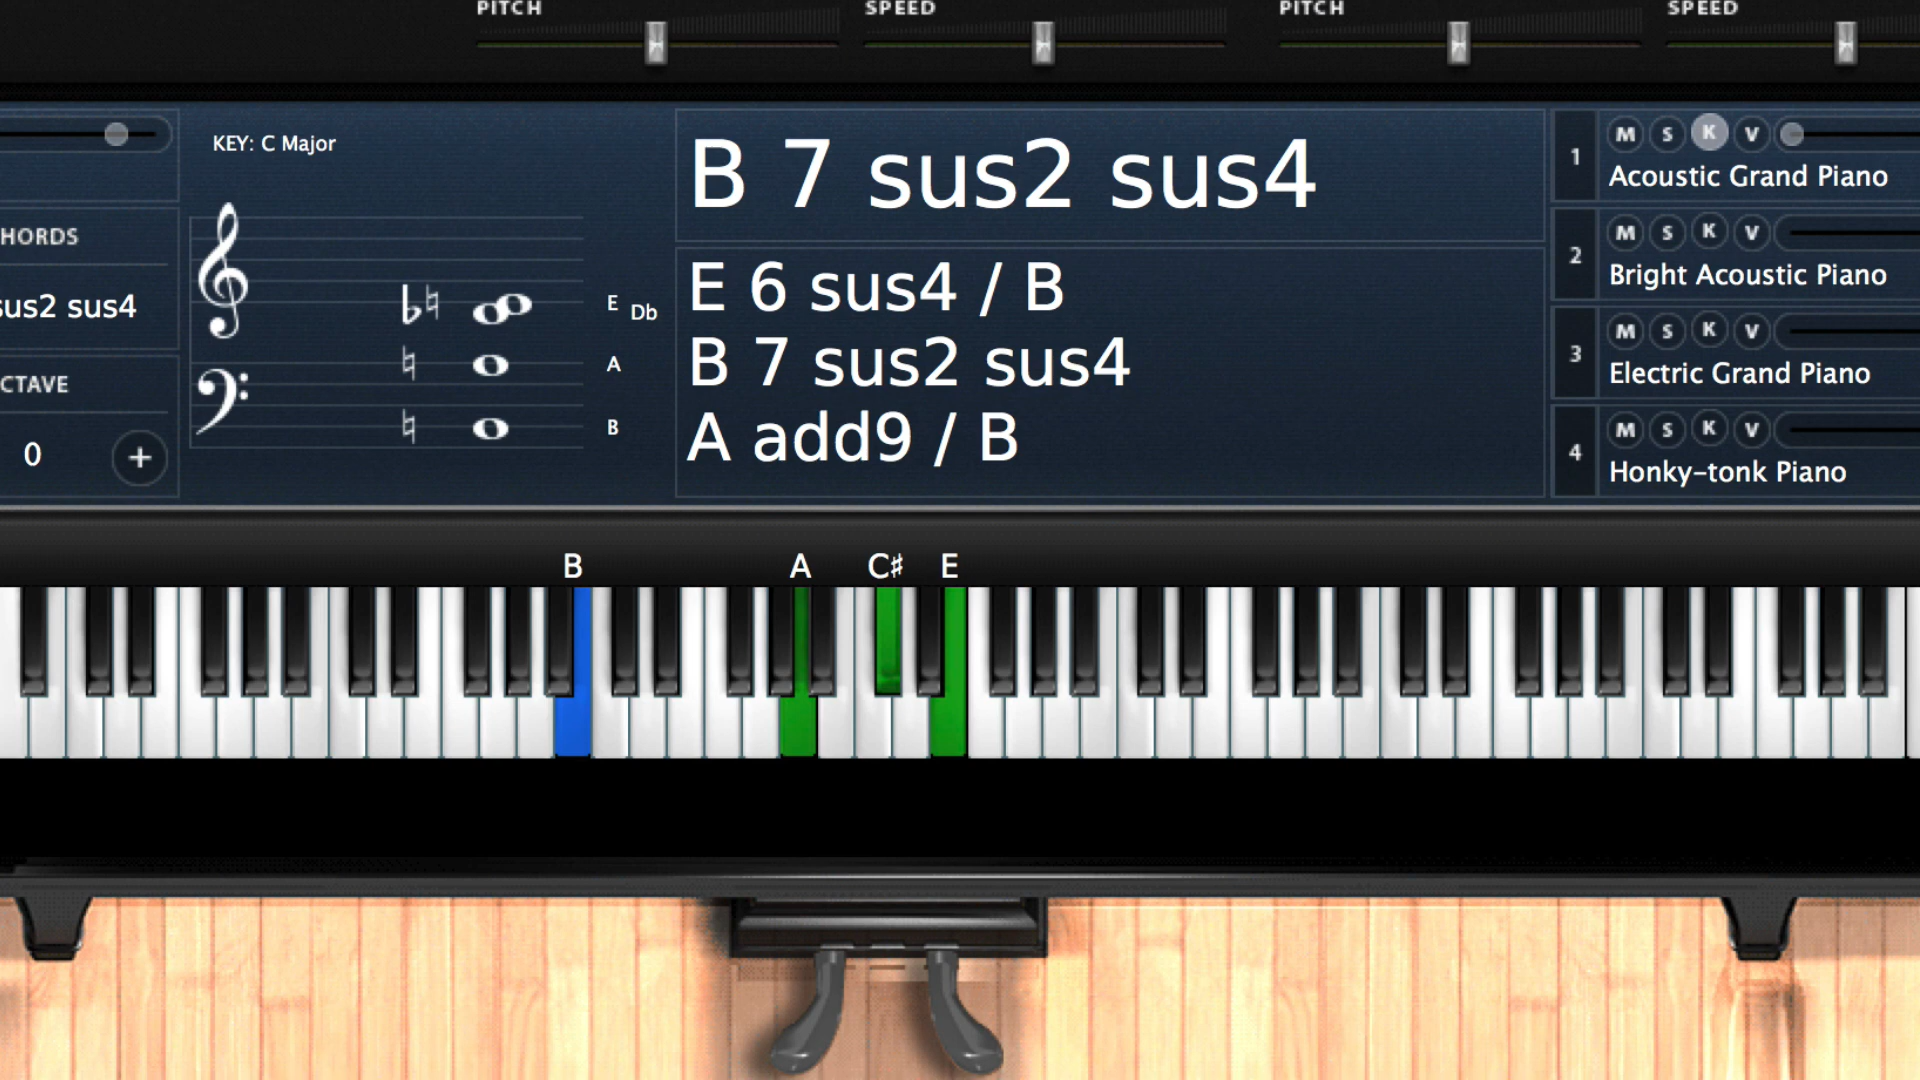 PITCH SPEED PITCH SPEED
KEY: C Major
B 7 sus2 sus4
E 6 sus4 / B
B 7 sus2 sus4
A add9 / B
HORDS
sus2 sus4
CTAVE
0 +
E Db
A
B
1 M S K V
Acoustic Grand Piano
2 M S K V
Bright Acoustic Piano
3 M S K V
Electric Grand Piano
4 M S K V
Honky-tonk Piano
B A C♯ E